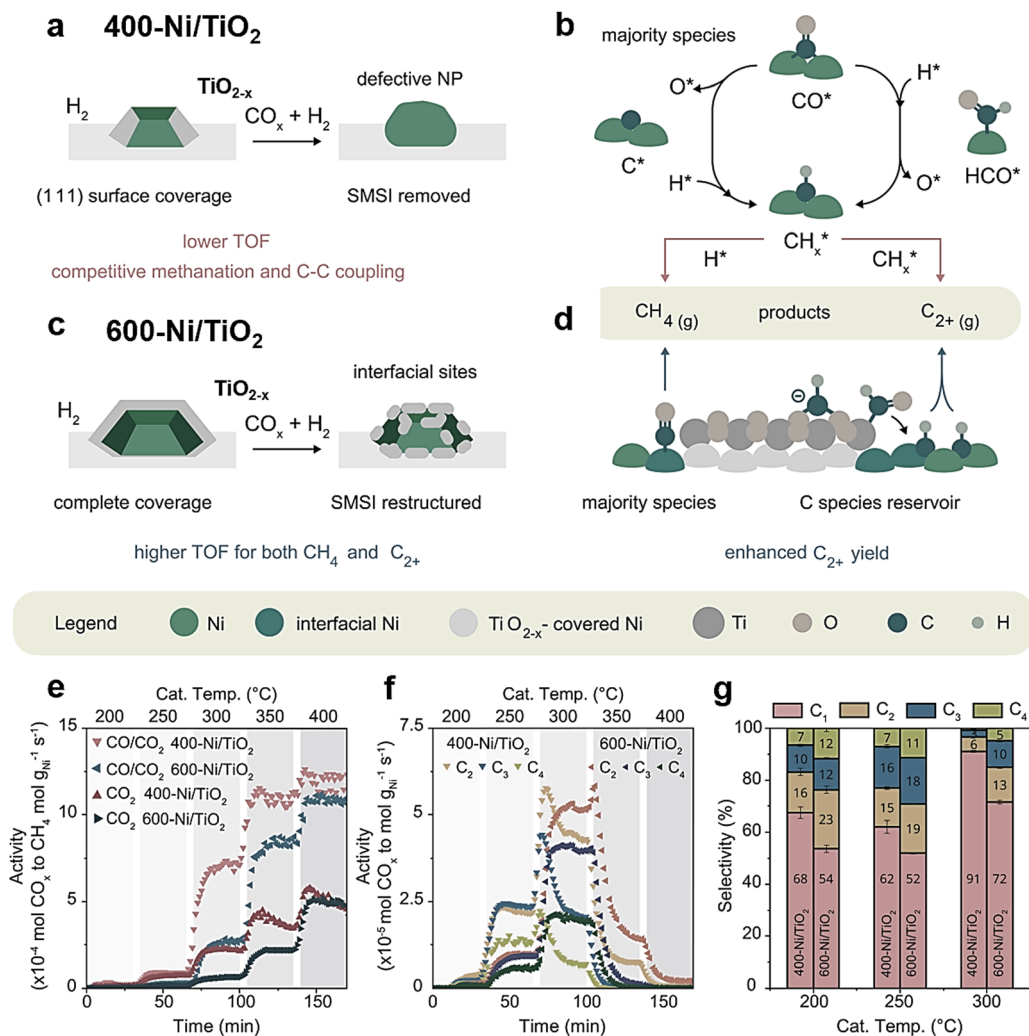 a 400-Ni/TiO₂
H₂
TiO₂₋ₓ
COₓ + H₂
defective NP
(111) surface coverage
SMSI removed
lower TOF
competitive methanation and C-C coupling
b
majority species
O*
CO*
H*
C*
HCO*
H*
O*
CHₓ*
H*
CHₓ*
CH₄ (g)
products
C₂₊ (g)
c 600-Ni/TiO₂
H₂
TiO₂₋ₓ
COₓ + H₂
interfacial sites
complete coverage
SMSI restructured
higher TOF for both CH₄ and C₂₊
d
⊖
majority species
C species reservoir
enhanced C₂₊ yield
Legend
Ni
interfacial Ni
TiO₂₋ₓ- covered Ni
Ti
O
C
H
e
Cat. Temp. (°C)
200 250 300 350 400
15
10
5
0
Activity
(x10⁻⁴ mol COₓ to CH₄ mol gNi⁻¹ s⁻¹)
CO/CO₂ 400-Ni/TiO₂
CO/CO₂ 600-Ni/TiO₂
CO₂ 400-Ni/TiO₂
CO₂ 600-Ni/TiO₂
0 50 100 150
Time (min)
f
Cat. Temp. (°C)
200 250 300 350 400
7.5
5
2.5
0
Activity
(x10⁻⁵ mol COₓ to mol gNi⁻¹ s⁻¹)
400-Ni/TiO₂
C₂ C₃ C₄
600-Ni/TiO₂
C₂ C₃ C₄
0 50 100 150
Time (min)
g
C₁ C₂ C₃ C₄
100
80
60
40
20
0
Selectivity (%)
7
10
16
68
400-Ni/TiO₂
12
12
23
54
600-Ni/TiO₂
7
16
15
62
400-Ni/TiO₂
11
18
19
52
600-Ni/TiO₂
6
91
400-Ni/TiO₂
5
10
13
72
600-Ni/TiO₂
200 250 300
Cat. Temp. (°C)